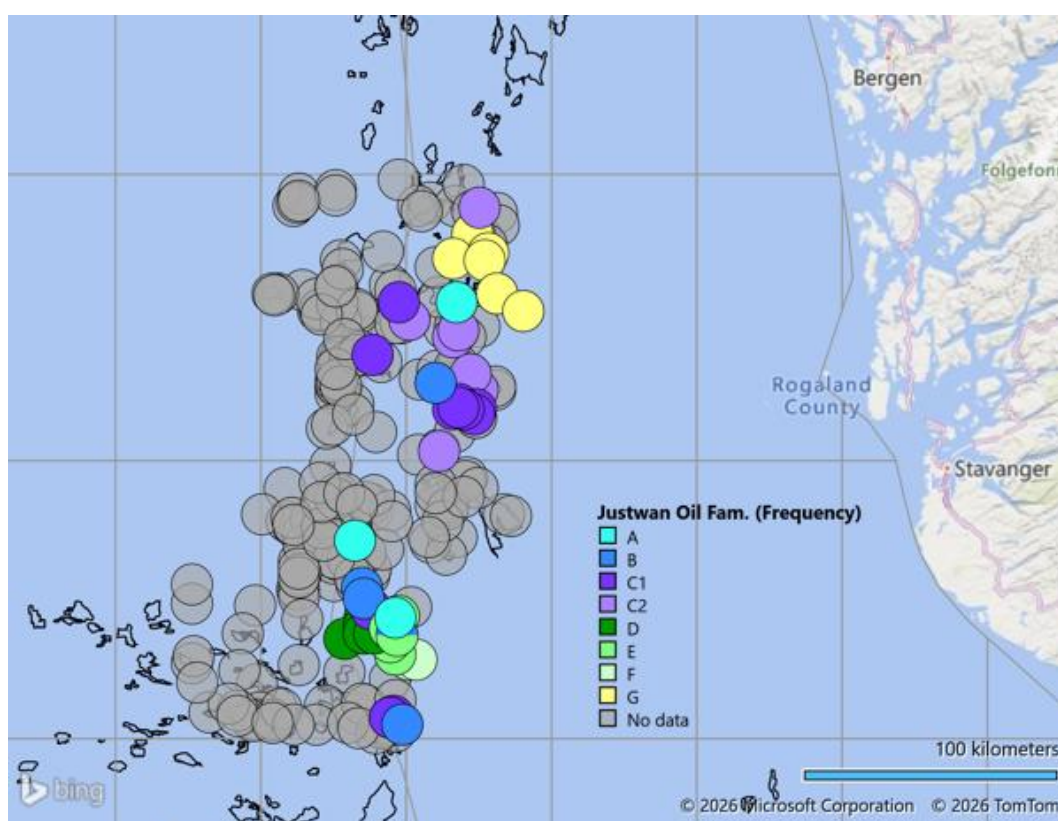 Bergen
Folgefon
Rogaland
County
Stavanger
Justwan Oil Fam. (Frequency)
A
B
C1
C2
D
E
F
G
No data
100 kilometers
bing
© 2026 Microsoft Corporation © 2026 TomTom